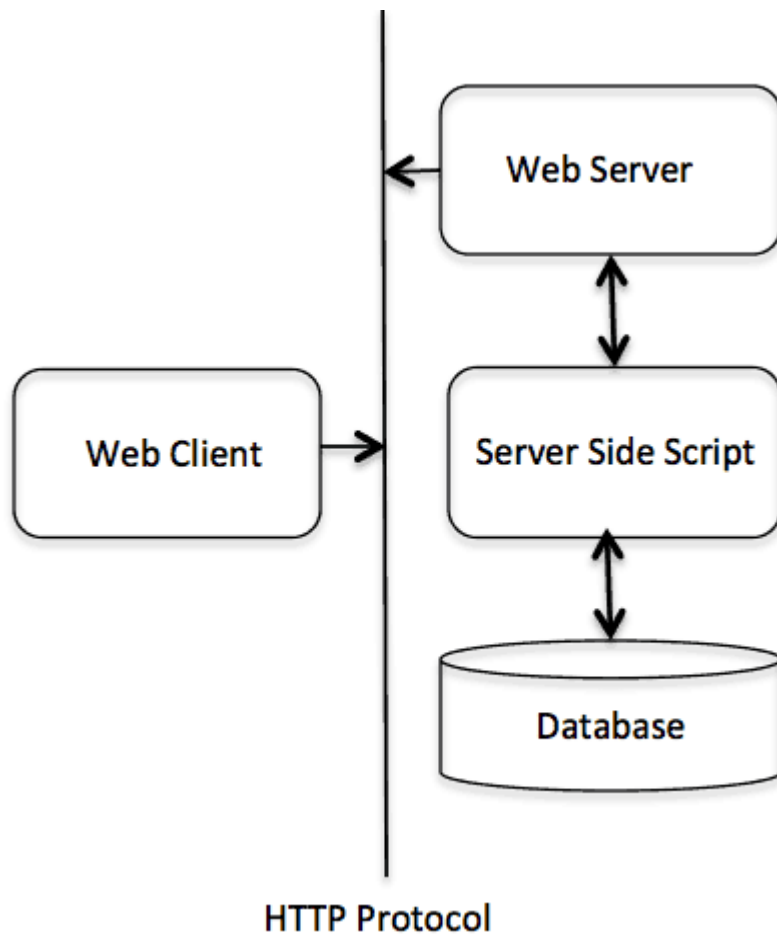 Web Server
Web Client
Server Side Script
Database
HTTP Protocol